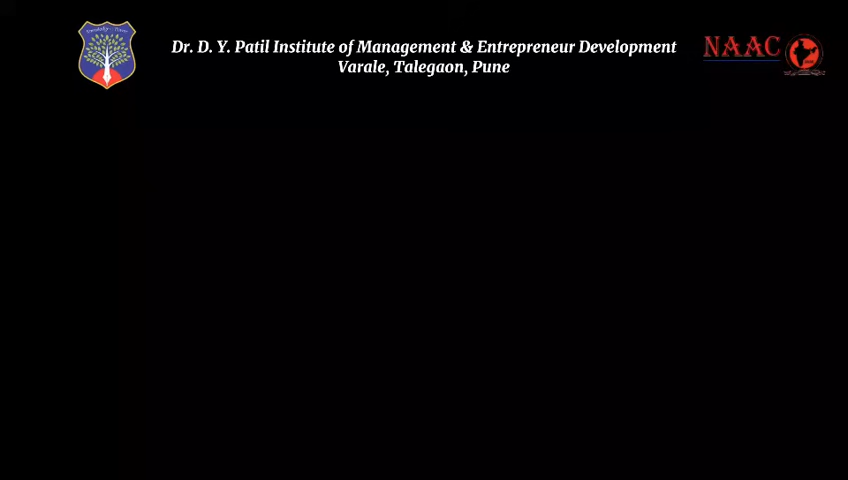 Dr. D. Y. Patil Institute of Management & Entrepreneur Development
Varale, Talegaon, Pune
NAAC